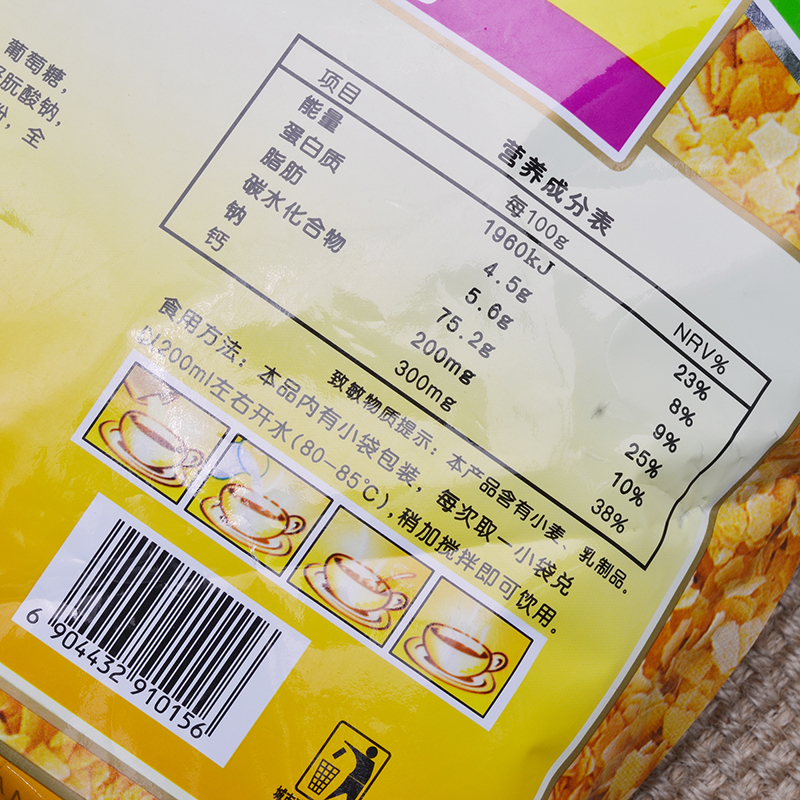 葡萄糖,
酸钠,
粉, 全
营养成分表
项目 每100g NRV%
能量 1960kJ 23%
蛋白质 4.5g 8%
脂肪 5.6g 9%
碳水化合物 75.2g 25%
钠 200mg 10%
钙 300mg 38%
致敏物质提示: 本产品含有小麦、乳制品。
食用方法: 本品内有小袋包装, 每次取一小袋兑
以200ml左右开水(80-85℃), 稍加搅拌即可饮用。
6 904432 910156